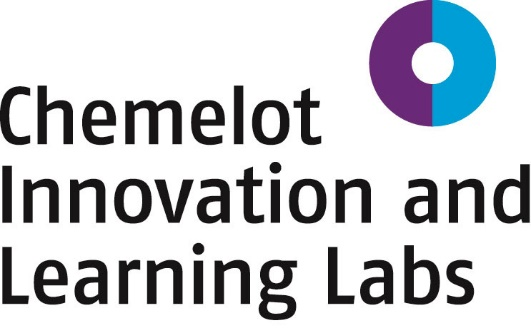 Chemelot
Innovation and
Learning Labs